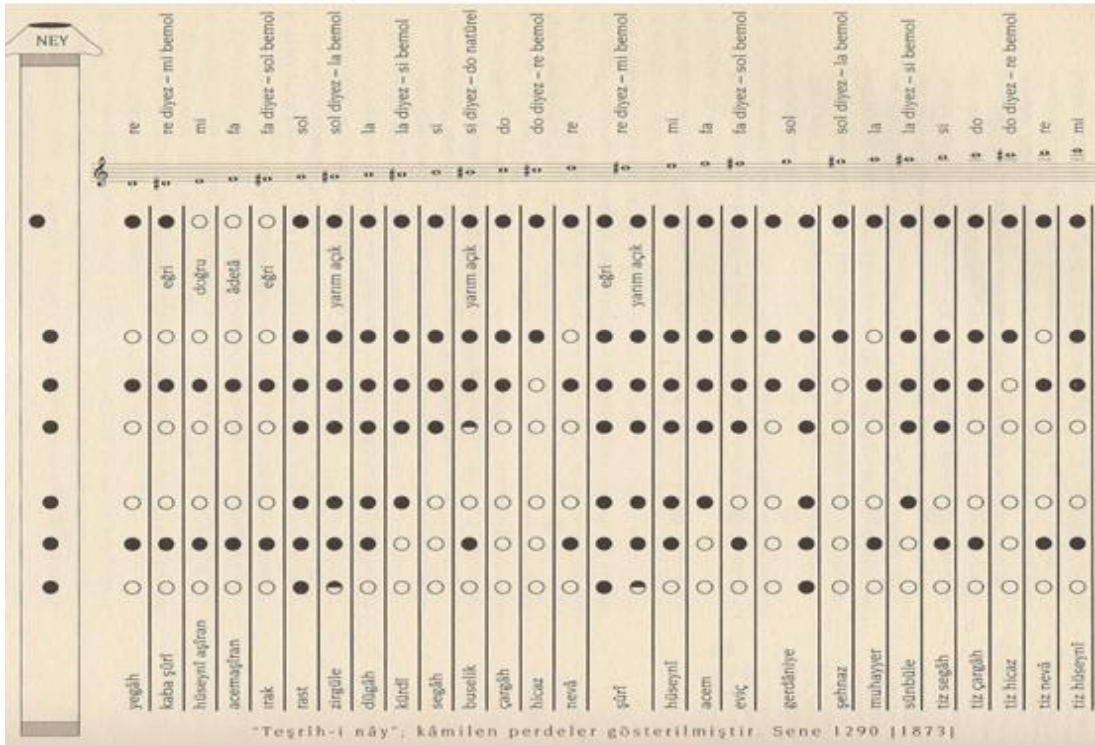 NEY
re
re diyez – mi bemol
mi
fa
fa diyez – sol bemol
sol
sol diyez – la bemol
la
la diyez – si bemol
si
si diyez – do natürel
do
do diyez – re bemol
re
re diyez – mi bemol
mi
fa
fa diyez – sol bemol
sol
sol diyez – la bemol
la
la diyez – si bemol
si
do
do diyez – re bemol
re
mi
eğri
doğru
âdetâ
eğri
yarım açık
yarım açık
eğri
yarım açık
yegâh
kaba şûrî
hüseynî aşîran
acemaşîran
ırak
rast
zirgüle
dügâh
kürdî
segâh
buselik
çargâh
hicaz
nevâ
şûrî
hüseynî
acem
eviç
gerdâniye
şehnaz
muhayyer
sünbüle
tiz segâh
tiz çargâh
tiz hicaz
tiz nevâ
tiz hüseynî
"Teşrîh-i nây"; kâmilen perdeler gösterilmiştir. Sene 1290 [1873]